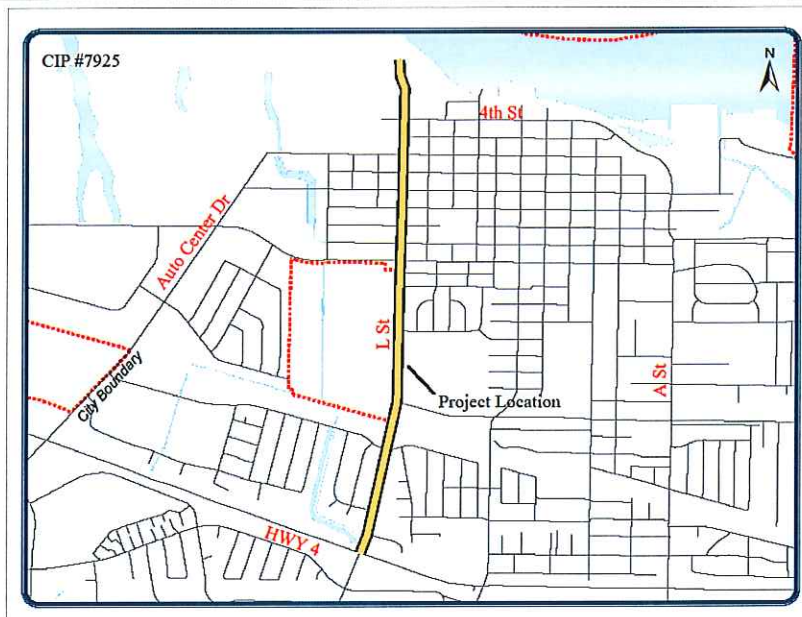 CIP #7925
N
4th St
Auto Center Dr
L St
A St
City Boundary
Project Location
HWY 4